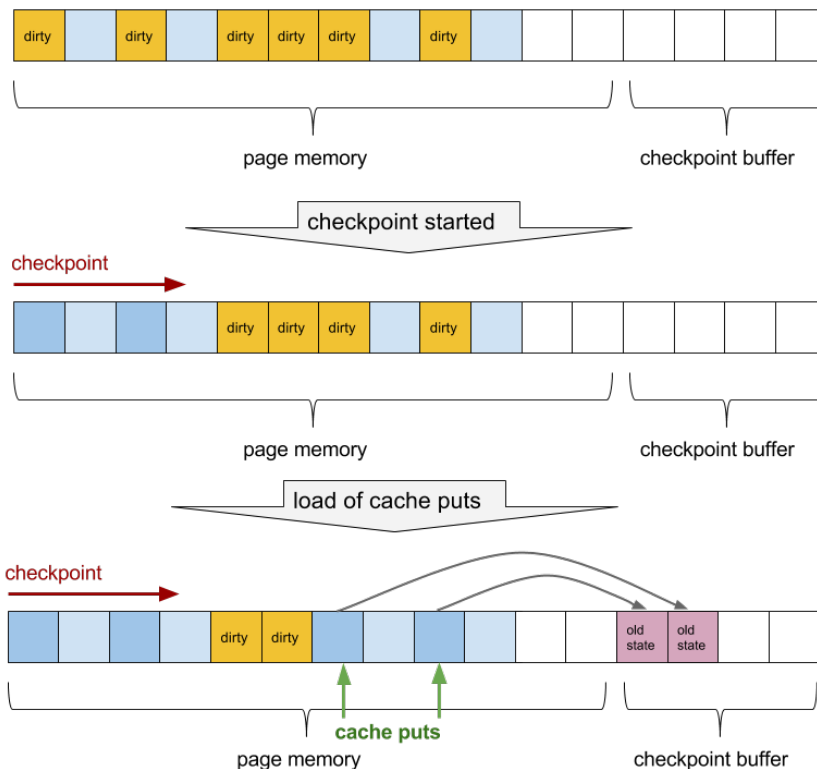 dirty dirty dirty dirty dirty dirty
page memory checkpoint buffer
checkpoint started
checkpoint
dirty dirty dirty dirty
page memory checkpoint buffer
load of cache puts
checkpoint
dirty dirty old state old state
cache puts
page memory checkpoint buffer